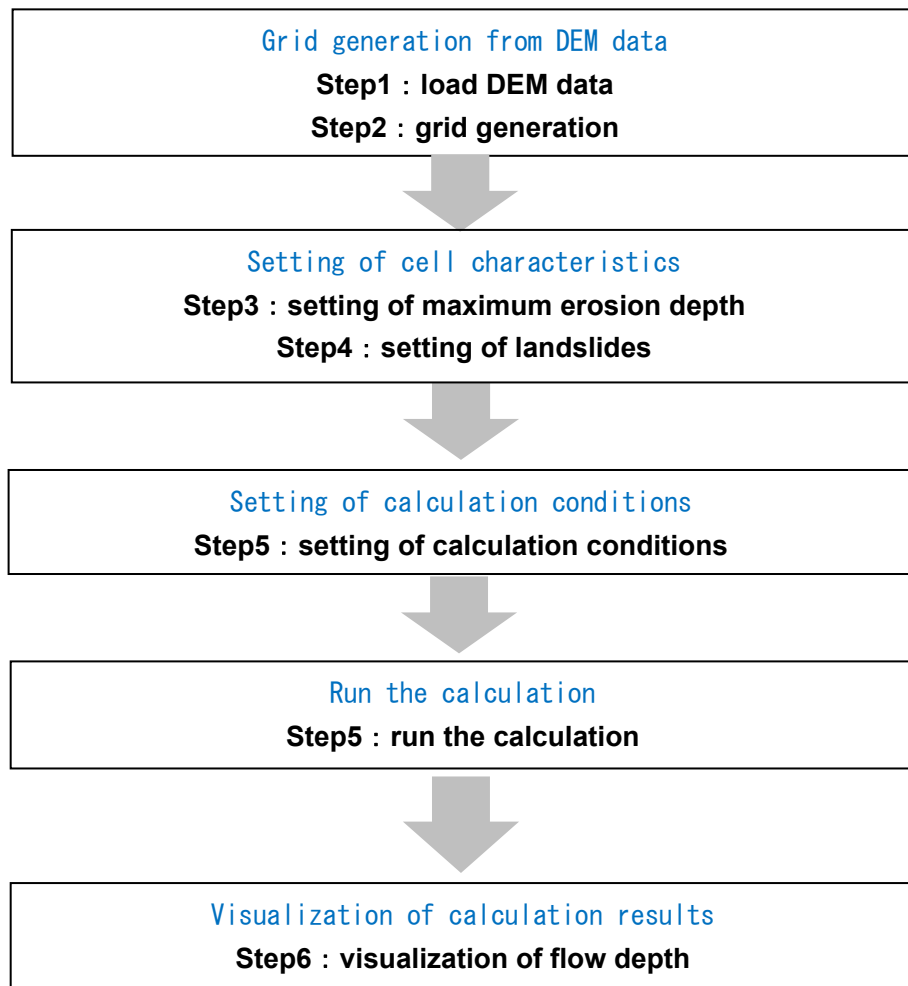 Grid generation from DEM data
Step1：load DEM data
Step2：grid generation
Setting of cell characteristics
Step3：setting of maximum erosion depth
Step4：setting of landslides
Setting of calculation conditions
Step5：setting of calculation conditions
Run the calculation
Step5：run the calculation
Visualization of calculation results
Step6：visualization of flow depth